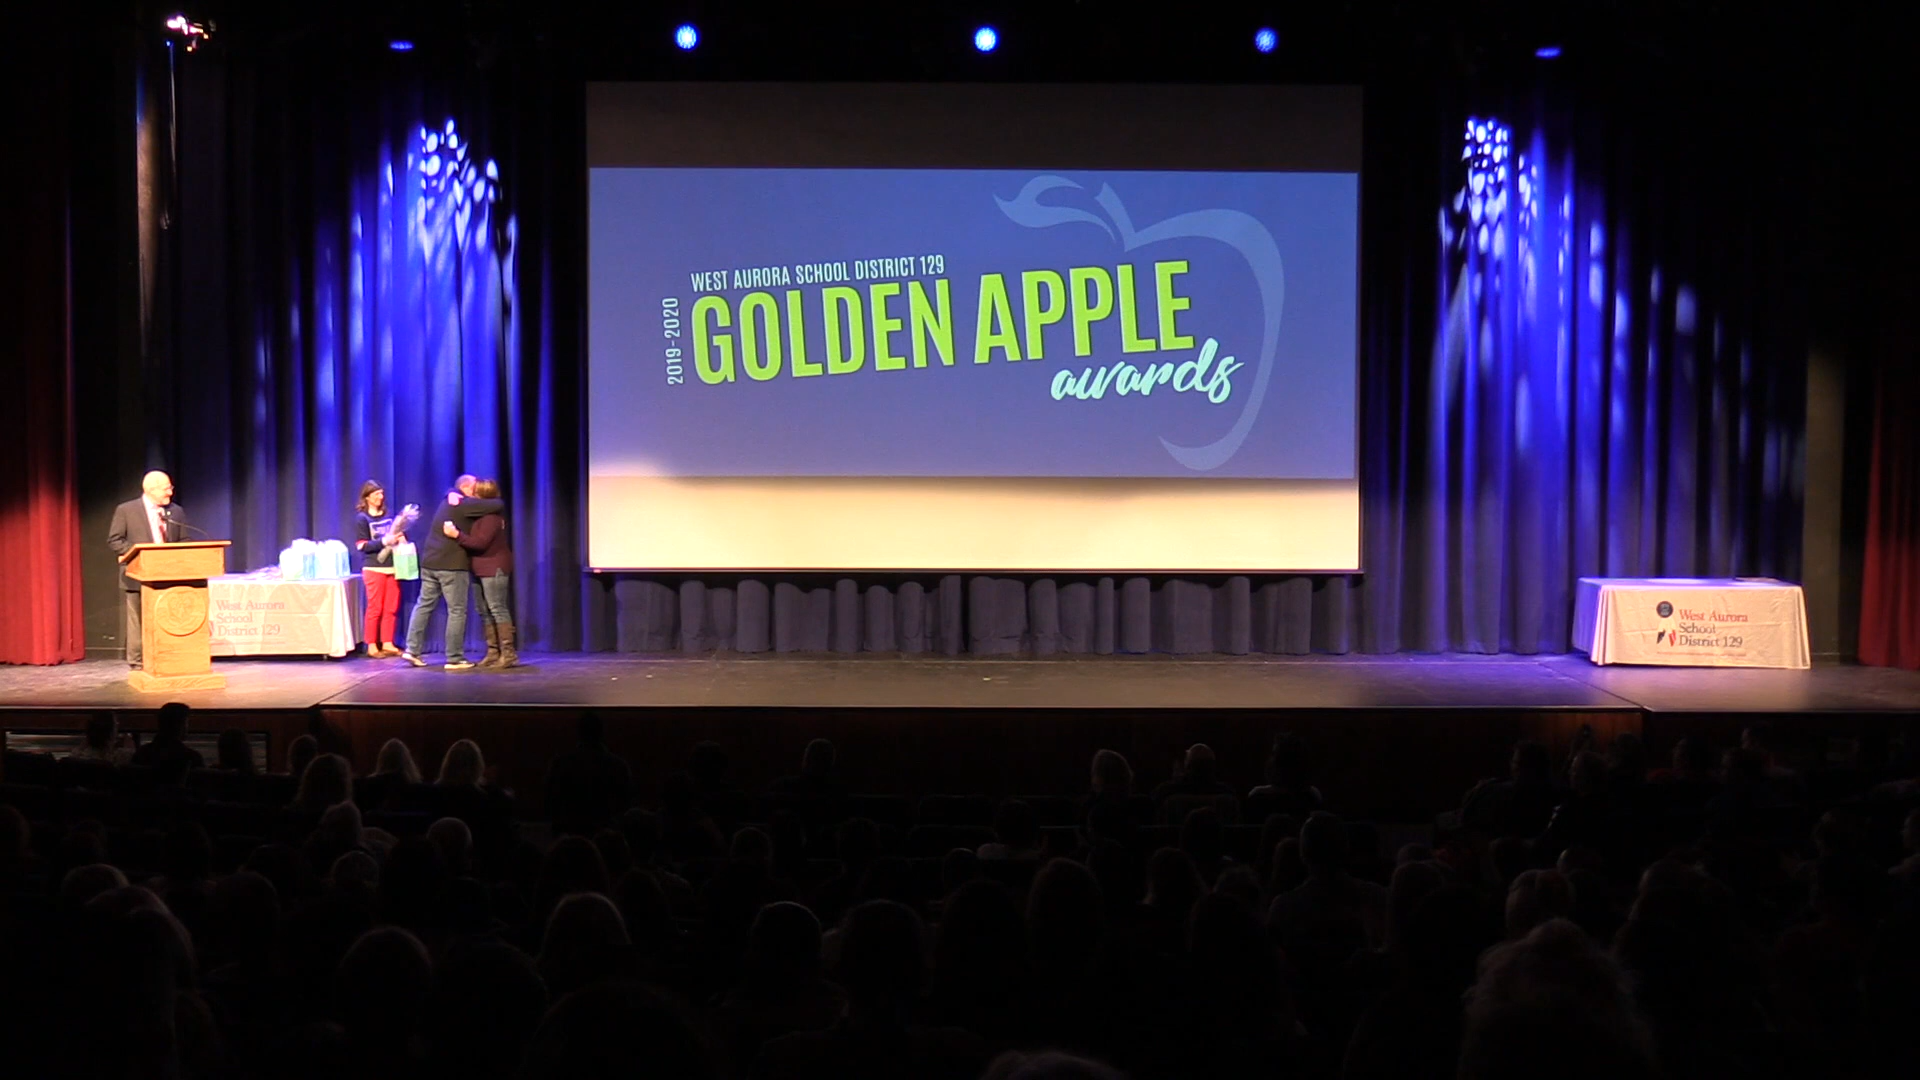 WEST AURORA SCHOOL DISTRICT 129
2019-2020
GOLDEN APPLE
awards
West Aurora
School
District 129
West Aurora
School
District 129